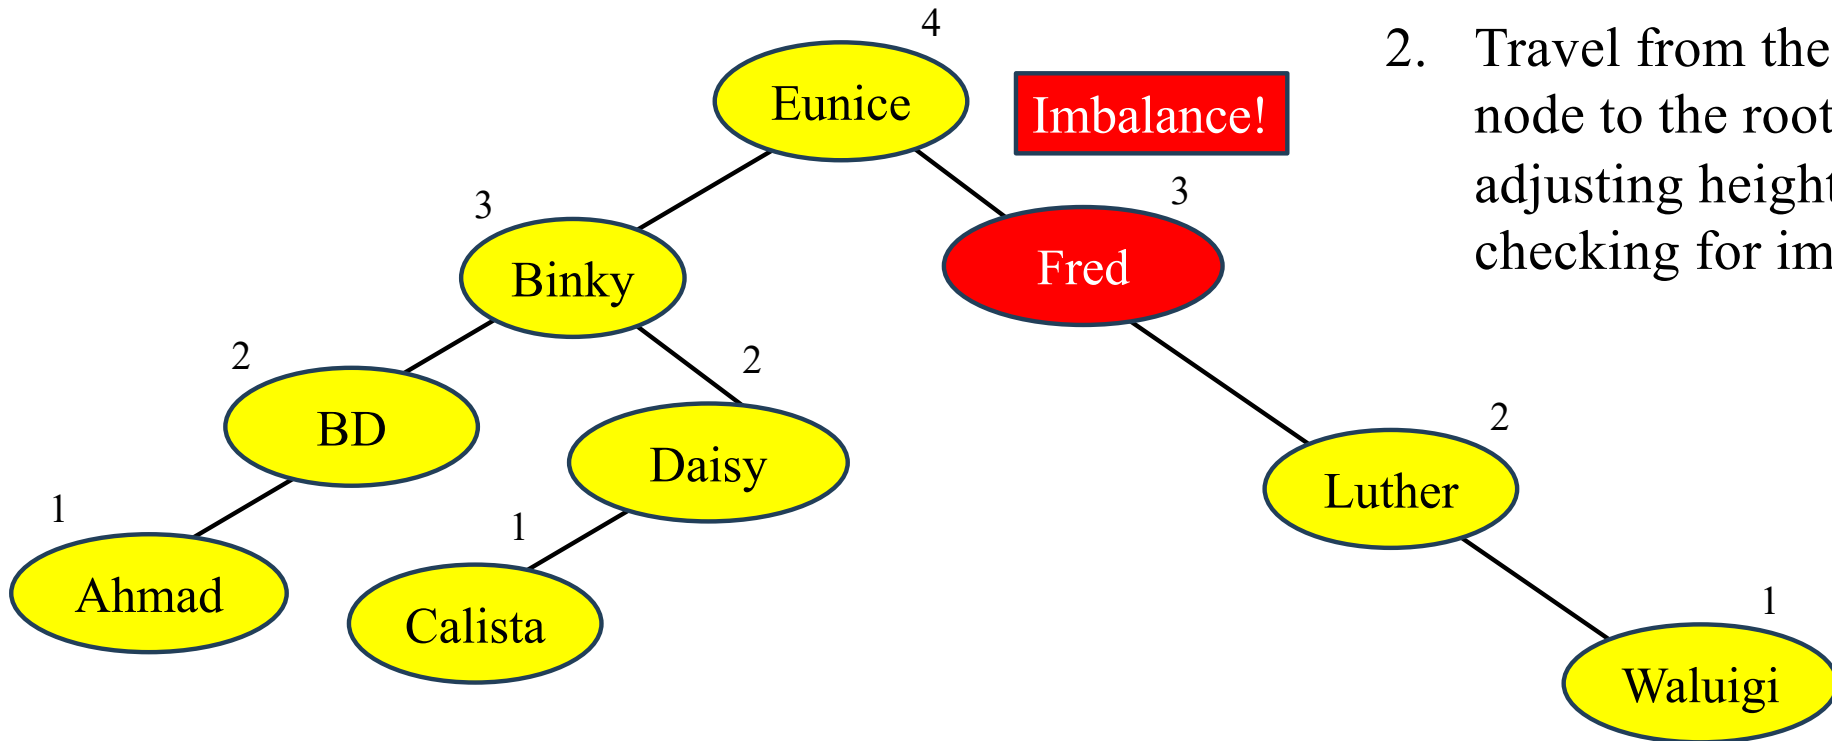 4
Eunice
Imbalance!
2. Travel from the
node to the root
adjusting height
checking for im
3
Binky
3
Fred
2
BD
2
Daisy
2
Luther
1
Ahmad
1
Calista
1
Waluigi